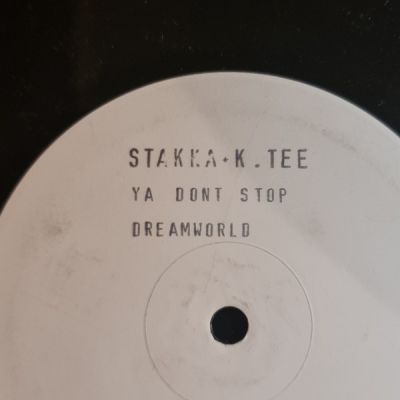 STAKKA+K.TEE
YA DONT STOP
DREAMWORLD